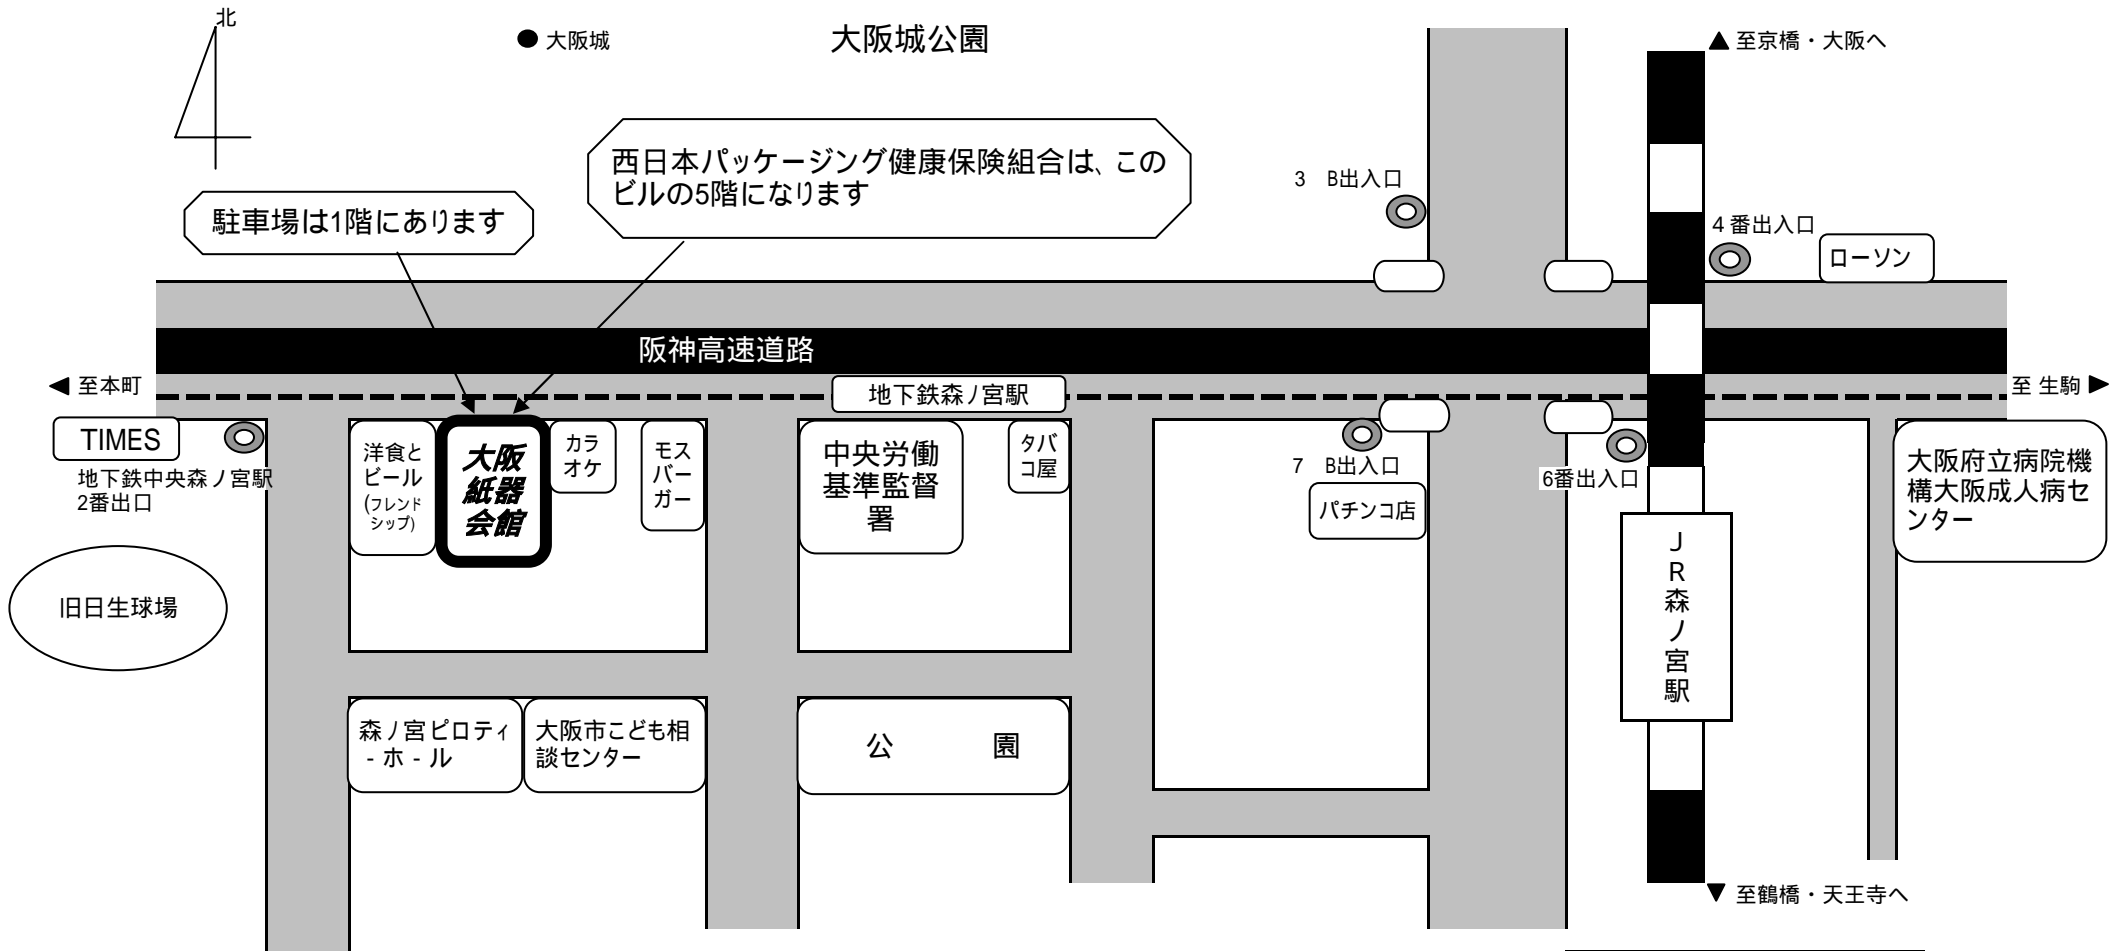 北
大阪城
大阪城公園
▲ 至京橋・大阪へ
西日本パッケージング健康保険組合は、この
ビルの5階になります
駐車場は1階にあります
3 B出入口
4番出入口
ローソン
阪神高速道路
◀ 至本町
地下鉄森ノ宮駅
至 生駒 ▶
TIMES
地下鉄中央森ノ宮駅
2番出口
洋食と
ビール
(フレンド
シップ)
大阪
紙器
会館
カラ
オケ
モス
バー
ガー
中央労働
基準監督
署
タバ
コ屋
7 B出入口
パチンコ店
6番出入口
大阪府立病院機
構大阪成人病セ
ンター
旧日生球場
JR森ノ宮駅
森ノ宮ピロティ
-ホ-ル
大阪市こども相
談センター
公 園
▼ 至鶴橋・天王寺へ